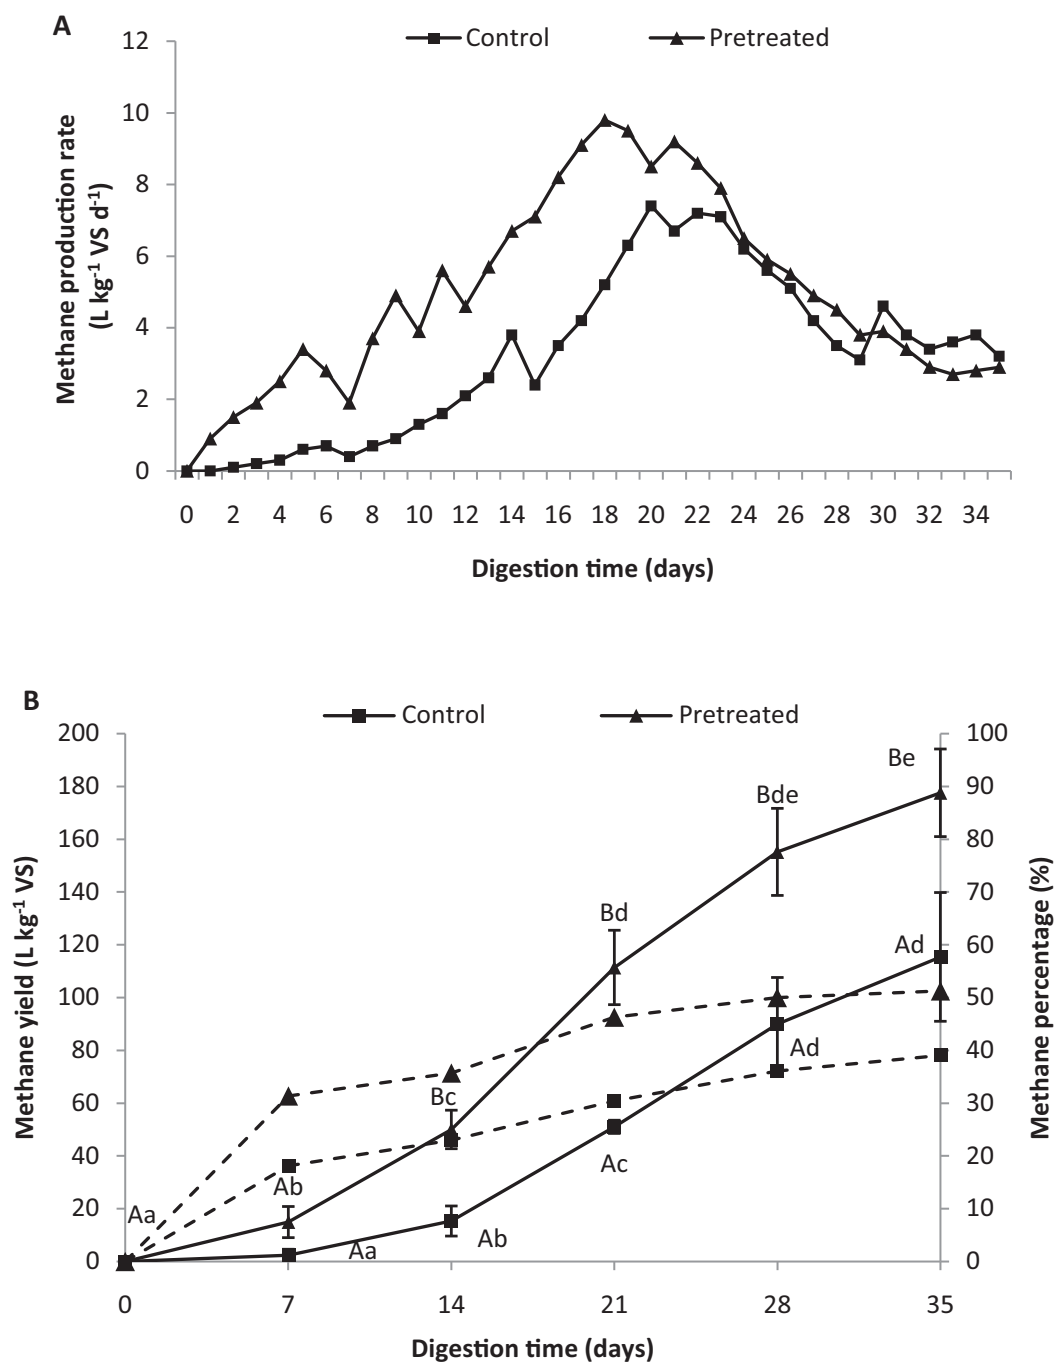 A
Control Pretreated
12
10
8
6
4
2
0
Methane production rate
(L kg⁻¹ VS d⁻¹)
0 2 4 6 8 10 12 14 16 18 20 22 24 26 28 30 32 34
Digestion time (days)
B
Control Pretreated
200 100
180 90
160 80
140 70
120 60
100 50
80 40
60 30
40 20
20 10
0 0
Methane yield (L kg⁻¹ VS)
Methane percentage (%)
Be
Bde
Bd
Ad
Ad
Bc
Ac
Ab
Aa
Ab
Aa
0 7 14 21 28 35
Digestion time (days)